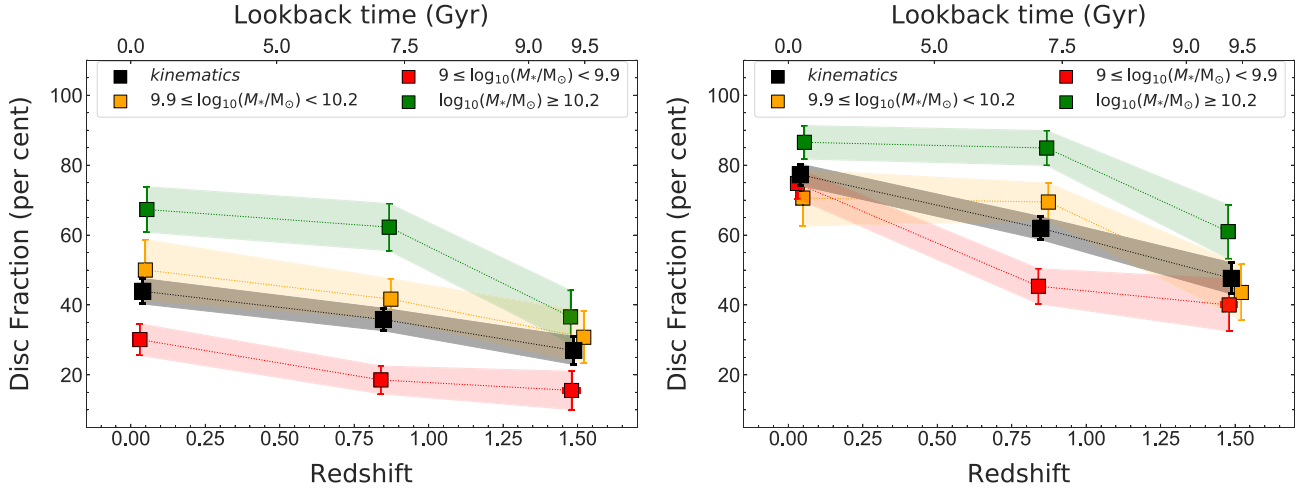 Lookback time (Gyr)
0.0 5.0 7.5 9.0 9.5
kinematics
9 ≤ log₁₀(M*/M⊙) < 9.9
9.9 ≤ log₁₀(M*/M⊙) < 10.2
log₁₀(M*/M⊙) ≥ 10.2
Disc Fraction (per cent)
100
80
60
40
20
0.00 0.25 0.50 0.75 1.00 1.25 1.50
Redshift
Lookback time (Gyr)
0.0 5.0 7.5 9.0 9.5
kinematics
9 ≤ log₁₀(M*/M⊙) < 9.9
9.9 ≤ log₁₀(M*/M⊙) < 10.2
log₁₀(M*/M⊙) ≥ 10.2
Disc Fraction (per cent)
100
80
60
40
20
0.00 0.25 0.50 0.75 1.00 1.25 1.50
Redshift